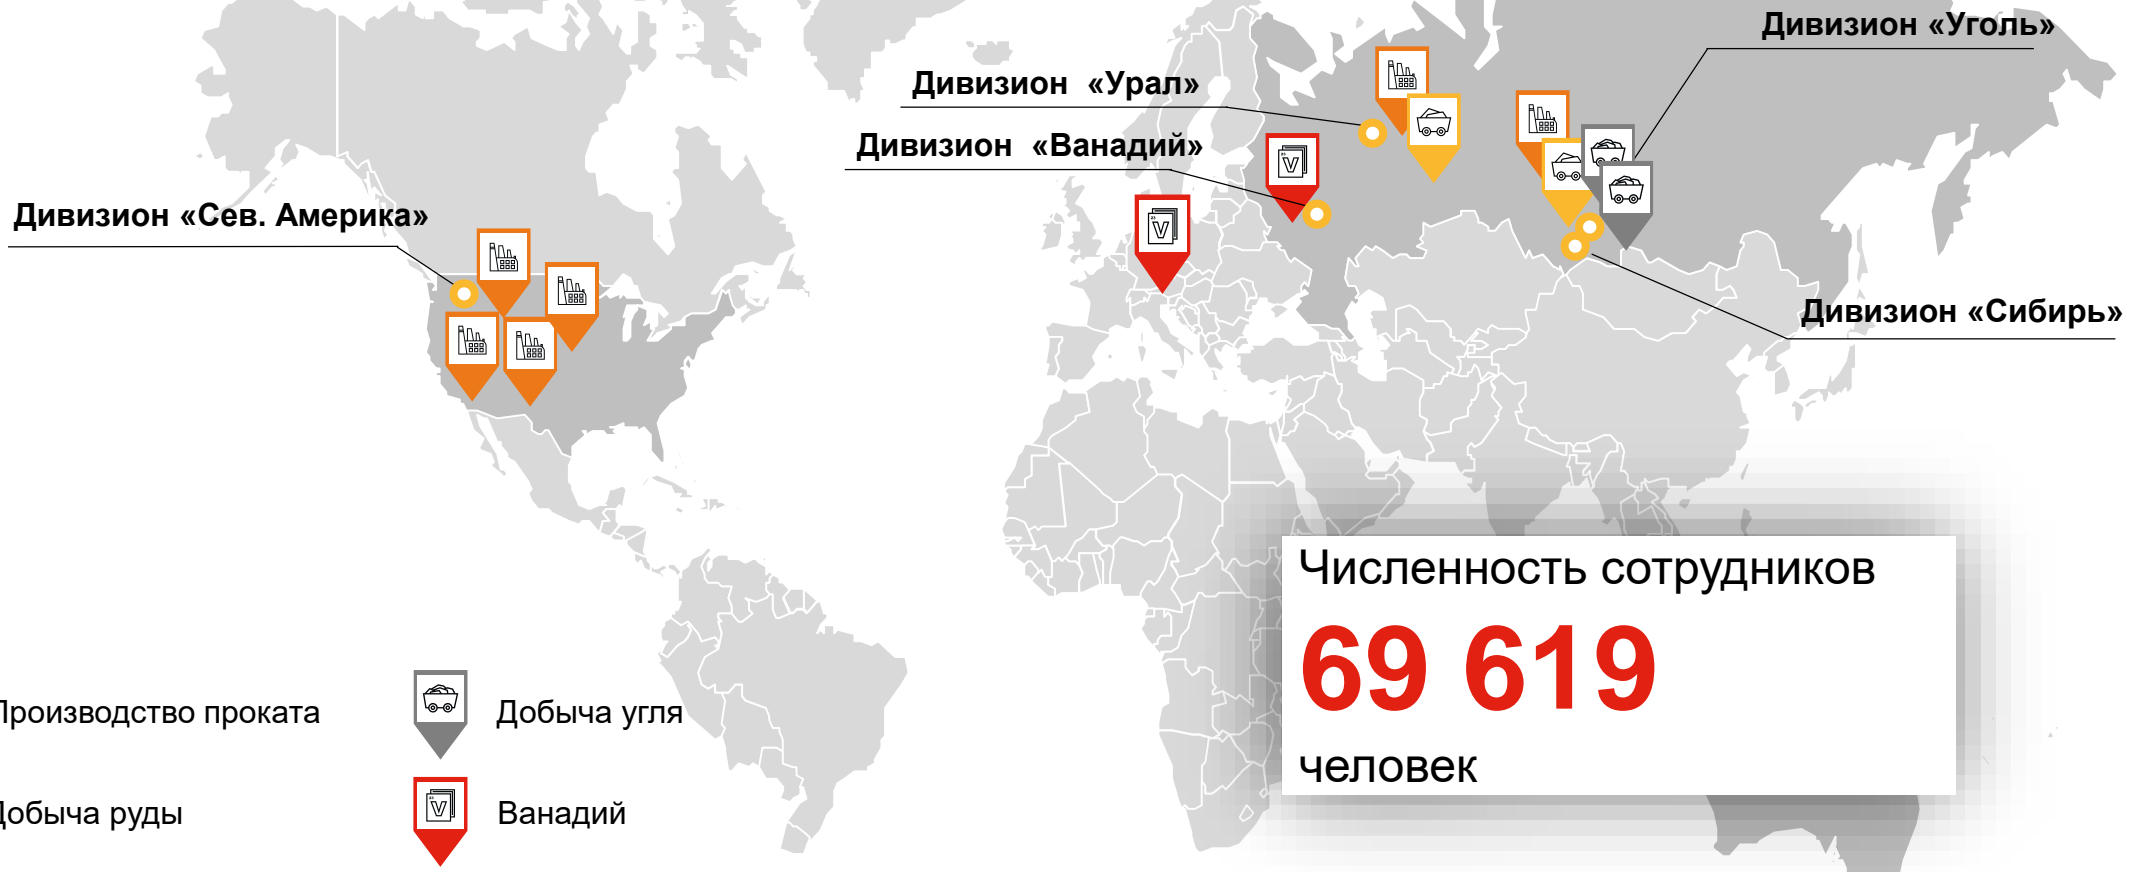 Дивизион «Уголь»
Дивизион «Урал»
Дивизион «Ванадий»
Дивизион «Сев. Америка»
Дивизион «Сибирь»
Численность сотрудников
69 619
человек
Производство проката
Добыча угля
Добыча руды
Ванадий